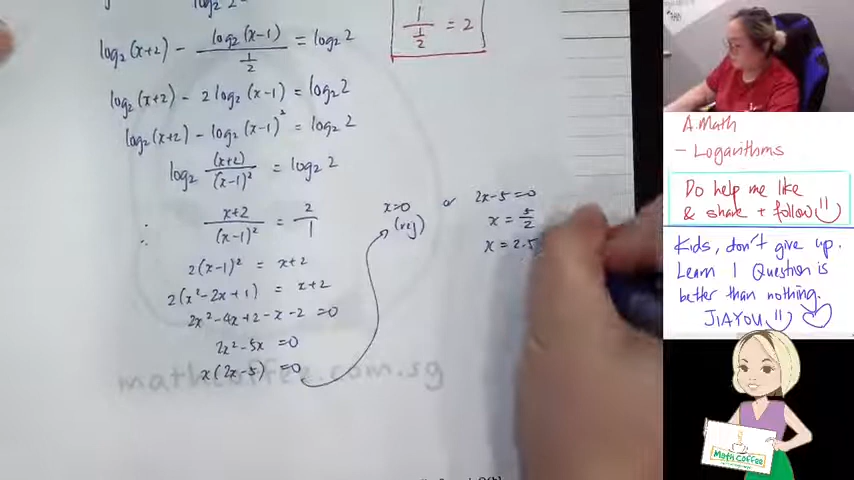 log₂ 2
log₂(x+2) - log₂(x-1) / (1/2) = log₂ 2
1 / (1/2) = 2
log₂(x+2) - 2 log₂(x-1) = log₂ 2
log₂(x+2) - log₂(x-1)² = log₂ 2
log₂ (x+2)/(x-1)² = log₂ 2
∴ (x+2)/(x-1)² = 2/1
2(x-1)² = x+2
2(x²-2x+1) = x+2
2x²-4x+2-x-2 = 0
2x²-5x = 0
x(2x-5) = 0
x=0 or 2x-5=0
(rej) x = 5/2
x = 2.5
mathcoffee.com.sg
A.Math
- Logarithms
Do help me like
& share + follow
Kids, don't give up.
Learn 1 Question is
better than nothing.
JIAYOU
Math Coffee